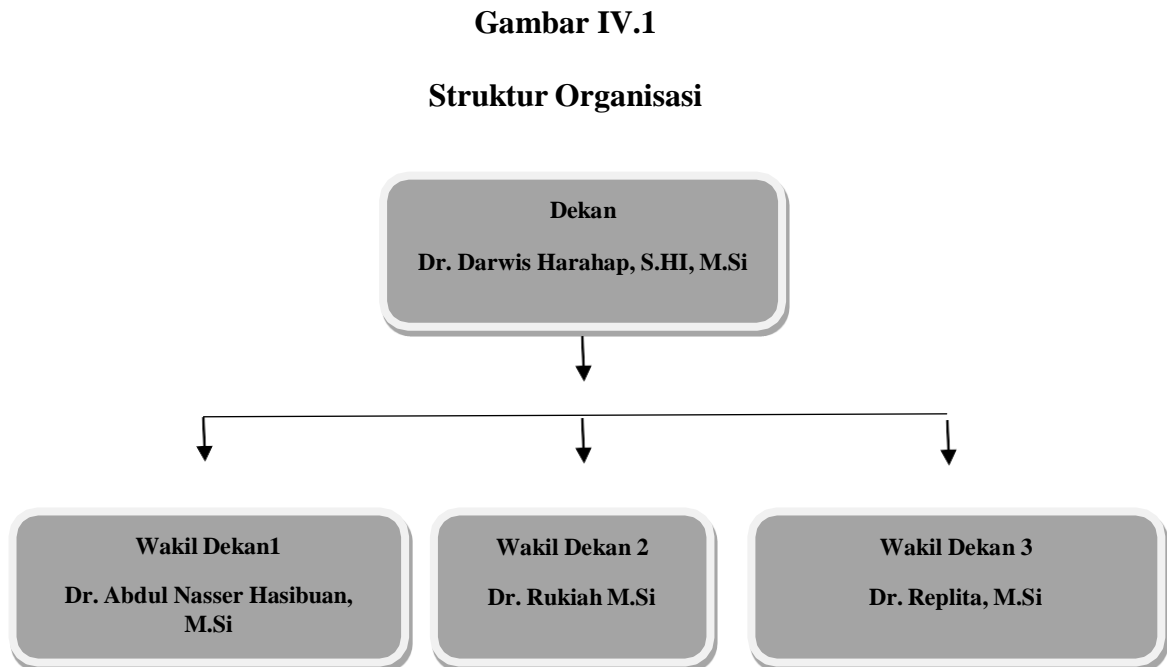 Gambar IV.1
Struktur Organisasi
Dekan
Dr. Darwis Harahap, S.HI, M.Si
Wakil Dekan1
Dr. Abdul Nasser Hasibuan,
M.Si
Wakil Dekan 2
Dr. Rukiah M.Si
Wakil Dekan 3
Dr. Replita, M.Si